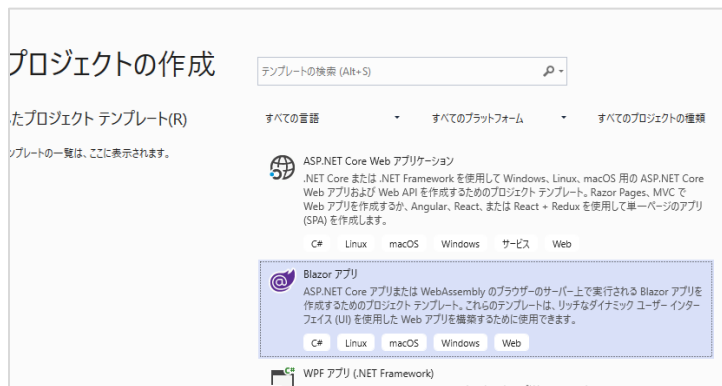 プロジェクトの作成
テンプレートの検索 (Alt+S)
たプロジェクト テンプレート(R)
すべての言語
すべてのプラットフォーム
すべてのプロジェクトの種類
ンプレートの一覧は、ここに表示されます。
ASP.NET Core Web アプリケーション
.NET Core または .NET Framework を使用して Windows、Linux、macOS 用の ASP.NET Core
Web アプリおよび Web API を作成するためのプロジェクト テンプレート。Razor Pages、MVC で
Web アプリを作成するか、Angular、React、または React + Redux を使用して単一ページのアプリ
(SPA) を作成します。
C# Linux macOS Windows サービス Web
Blazor アプリ
ASP.NET Core アプリまたは WebAssembly のブラウザーのサーバー上で実行される Blazor アプリを
作成するためのプロジェクト テンプレート。これらのテンプレートは、リッチなダイナミック ユーザー インター
フェイス (UI) を使用した Web アプリを構築するために使用できます。
C# Linux macOS Windows Web
C#
WPF アプリ (.NET Framework)